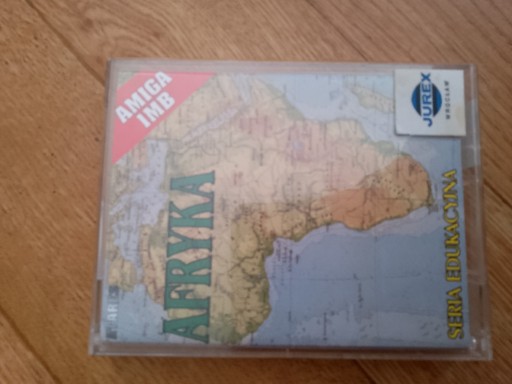 AMIGA
1MB
AFRYKA
JUREX
WROCŁAW
SERIA EDUKACYJNA